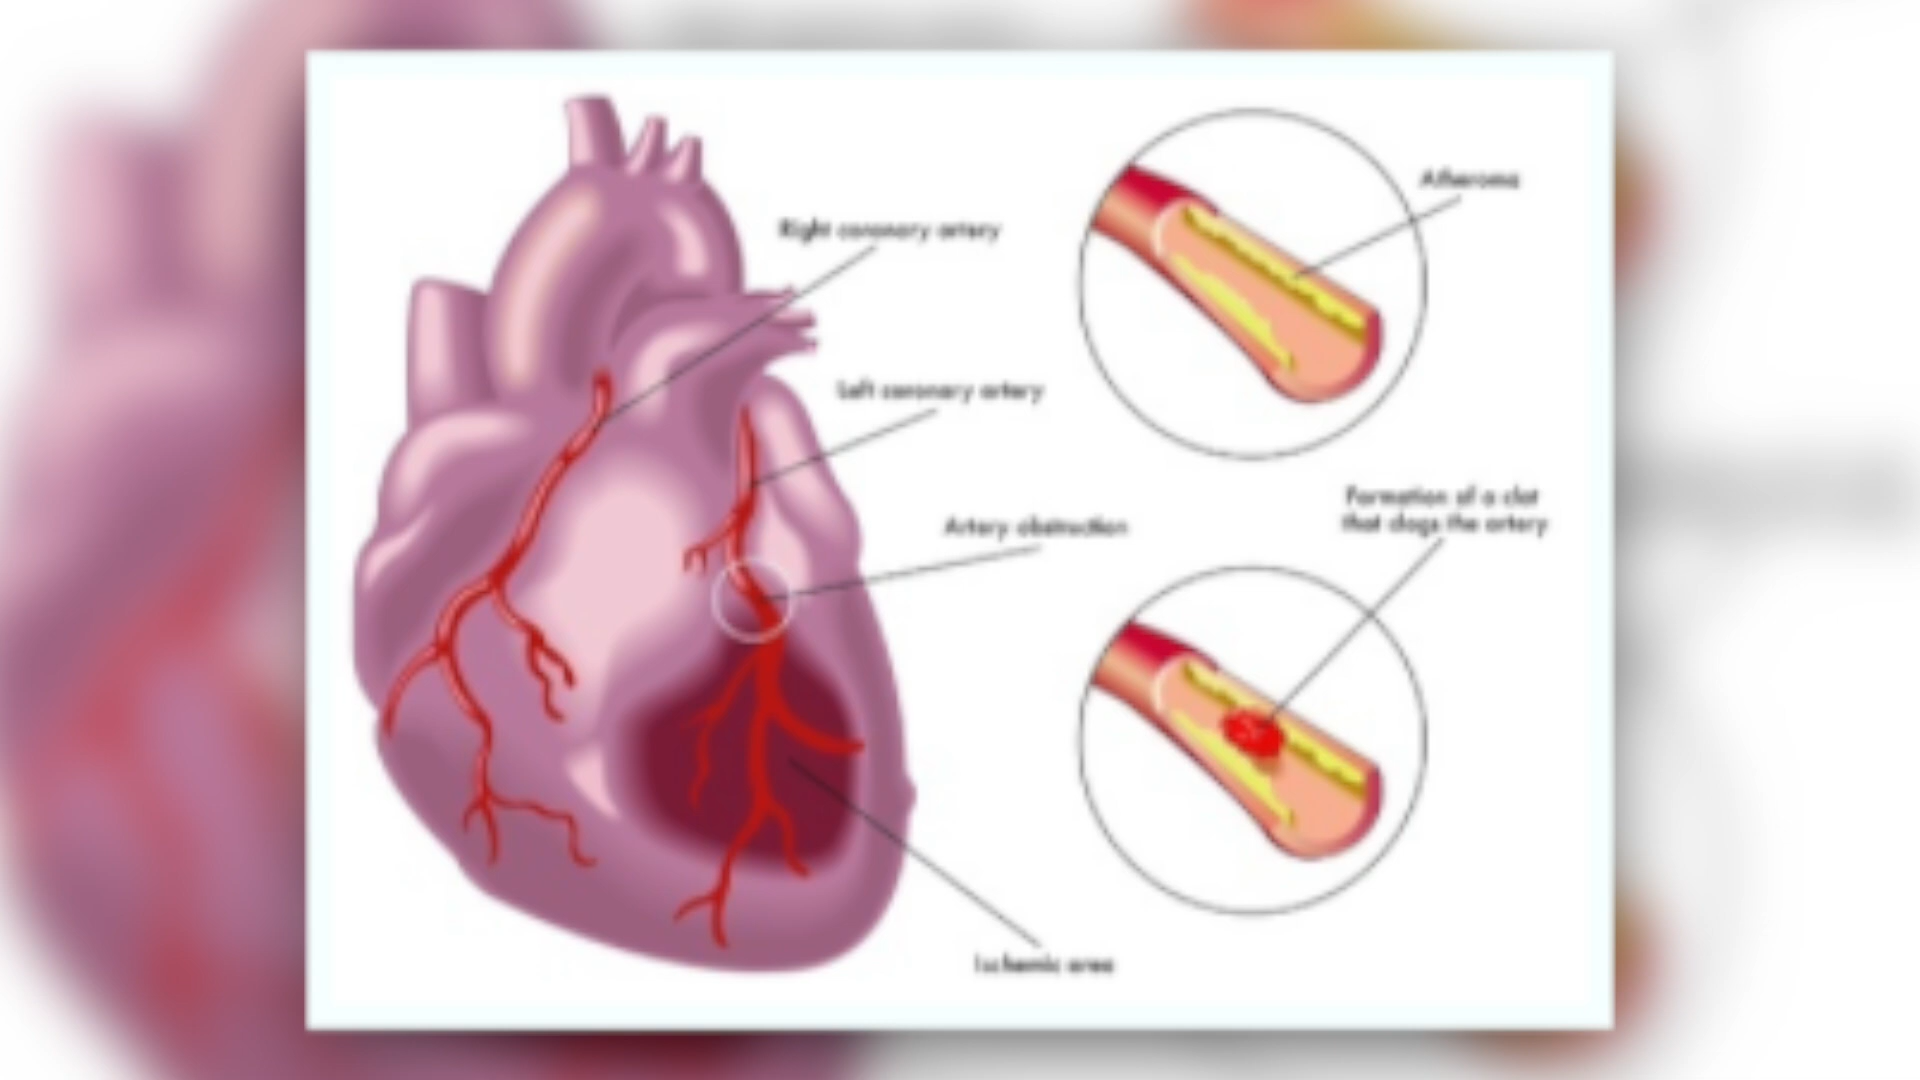 Atheroma
Right coronary artery
Left coronary artery
Formation of a clot
that clogs the artery
Artery obstruction
Ischemic area